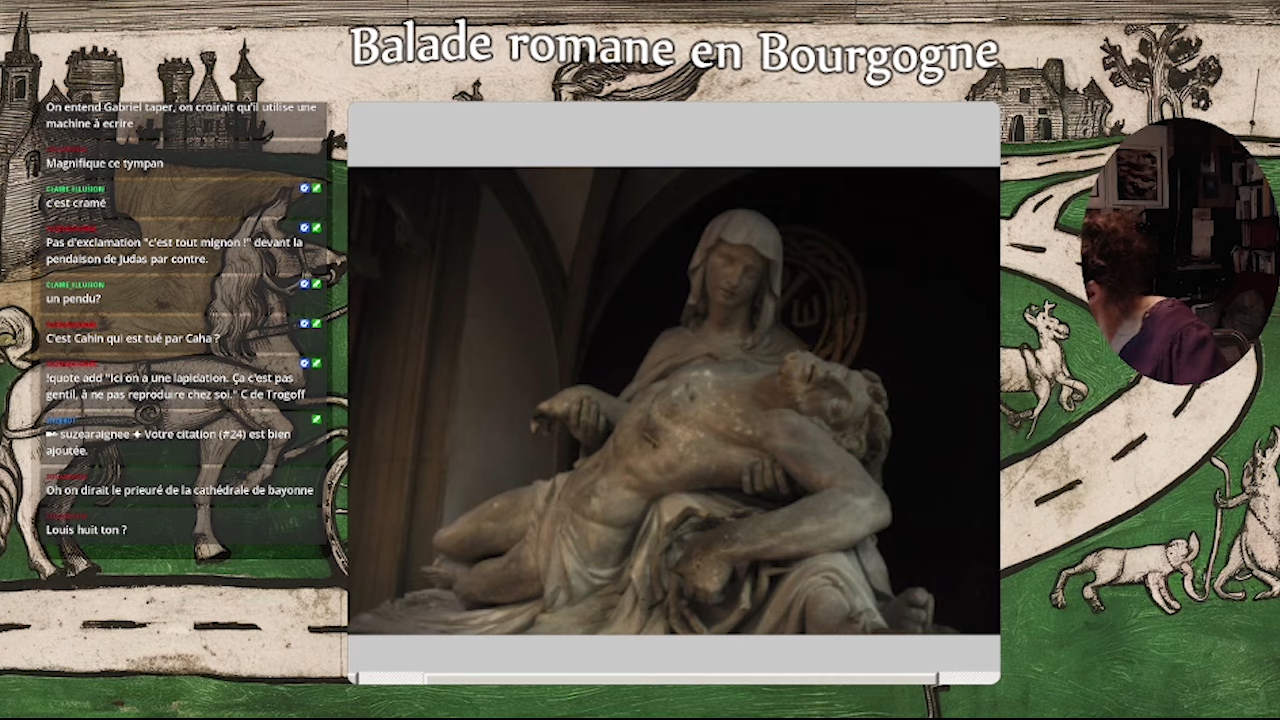 Balade romane en Bourgogne
On entend Gabriel taper, on croirait qu'il utilise une
machine à ecrire
Magnifique ce tympan
CLAIRE_ILLUSION
c'est cramé
Pas d'exclamation "c'est tout mignon !" devant la
pendaison de Judas par contre.
CLAIRE_ILLUSION
un pendu?
C'est Cahin qui est tué par Caha ?
!quote add "Ici on a une lapidation. Ça c'est pas
gentil, à ne pas reproduire chez soi." C de Trogoff
suzearaignee ✦ Votre citation (#24) est bien
ajoutée.
Oh on dirait le prieuré de la cathédrale de bayonne
Louis huit ton ?